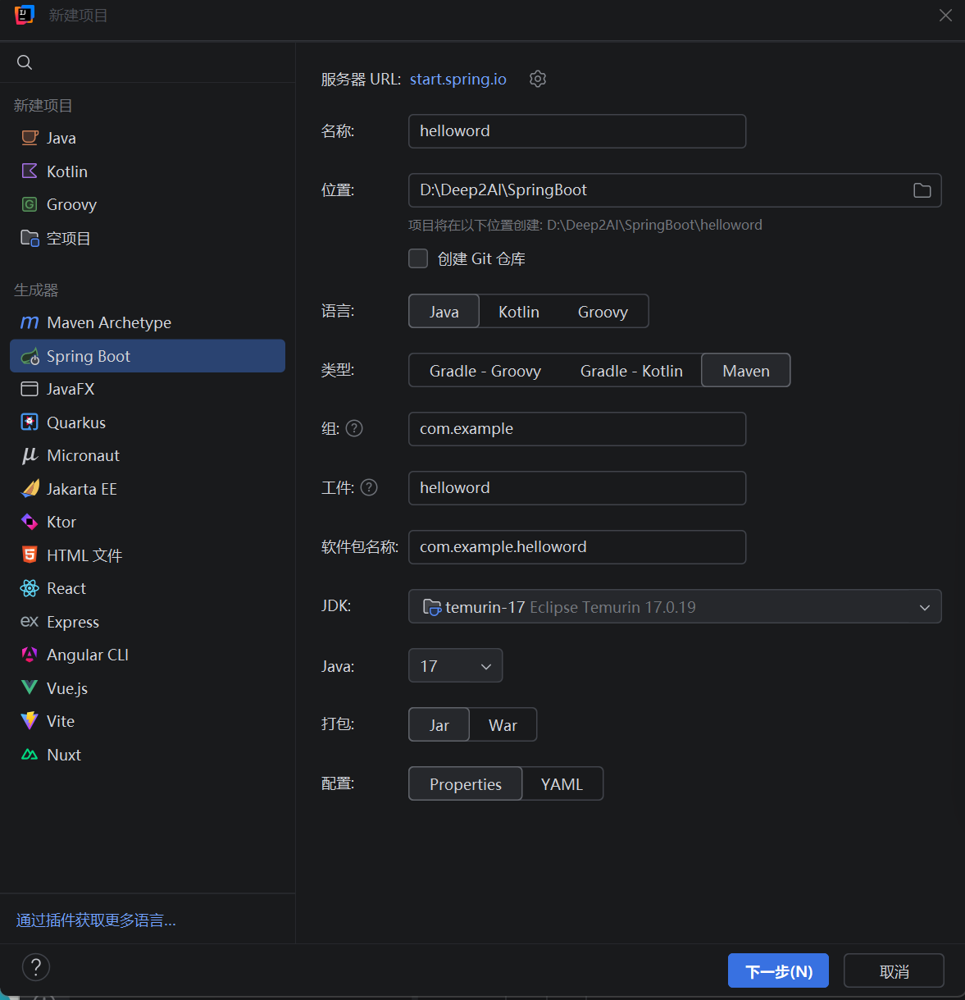 新建项目
服务器 URL: start.spring.io
新建项目
Java
Kotlin
Groovy
空项目
生成器
Maven Archetype
Spring Boot
JavaFX
Quarkus
Micronaut
Jakarta EE
Ktor
HTML 文件
React
Express
Angular CLI
Vue.js
Vite
Nuxt
通过插件获取更多语言...
名称: helloword
位置: D:\Deep2AI\SpringBoot
项目将在以下位置创建: D:\Deep2AI\SpringBoot\helloword
创建 Git 仓库
语言: Java Kotlin Groovy
类型: Gradle - Groovy Gradle - Kotlin Maven
组: ? com.example
工件: ? helloword
软件包名称: com.example.helloword
JDK: temurin-17 Eclipse Temurin 17.0.19
Java: 17
打包: Jar War
配置: Properties YAML
? 下一步(N) 取消